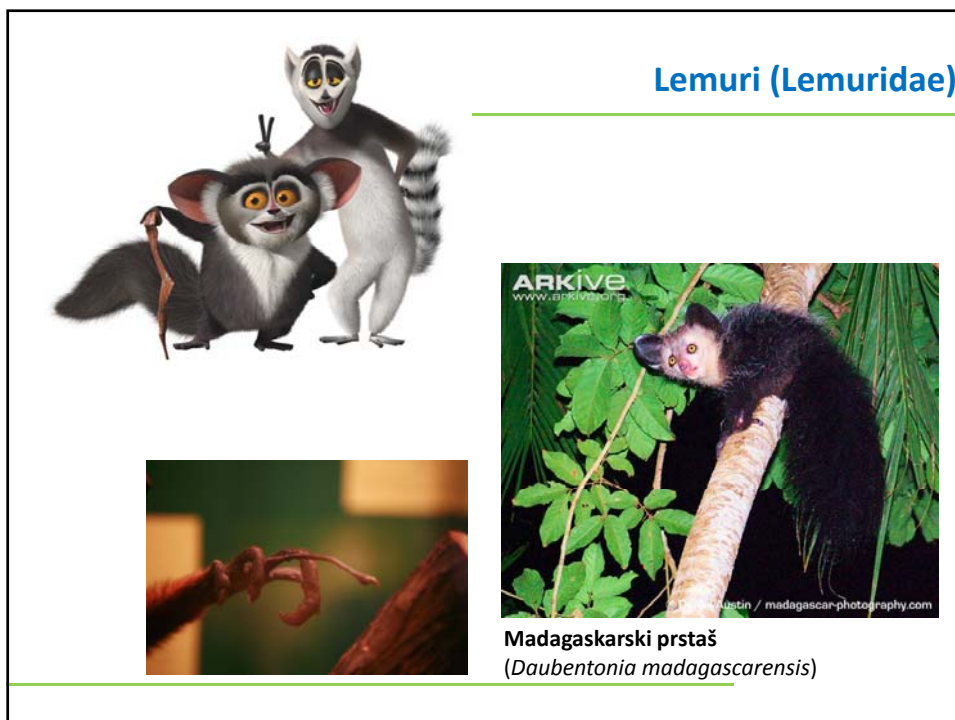 Lemuri (Lemuridae)
ARKive
www.arkive.org
Austin / madagascar-photography.com
Madagaskarski prstaš
(Daubentonia madagascarensis)